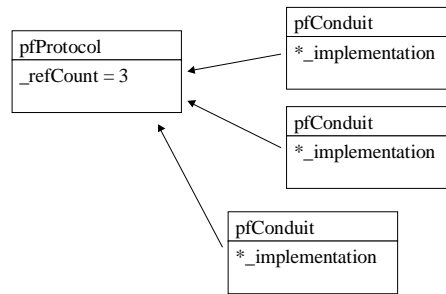 pfProtocol
_refCount = 3
pfConduit
*_implementation
pfConduit
*_implementation
pfConduit
*_implementation